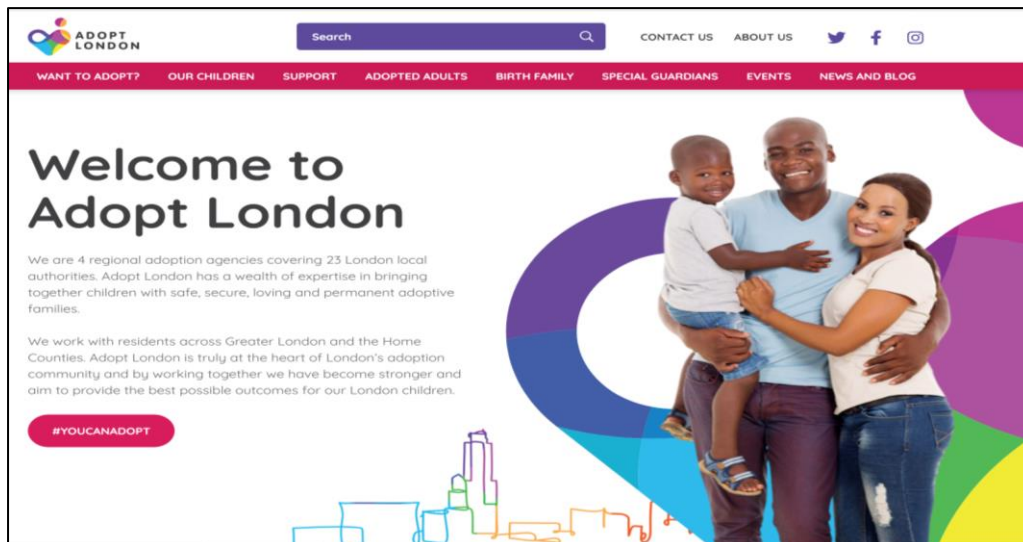 ADOPT
LONDON
Search
CONTACT US
ABOUT US
WANT TO ADOPT?
OUR CHILDREN
SUPPORT
ADOPTED ADULTS
BIRTH FAMILY
SPECIAL GUARDIANS
EVENTS
NEWS AND BLOG
Welcome to
Adopt London
We are 4 regional adoption agencies covering 23 London local
authorities. Adopt London has a wealth of expertise in bringing
together children with safe, secure, loving and permanent adoptive
families.
We work with residents across Greater London and the Home
Counties. Adopt London is truly at the heart of London's adoption
community and by working together we have become stronger and
aim to provide the best possible outcomes for our London children.
#YOUCANADOPT